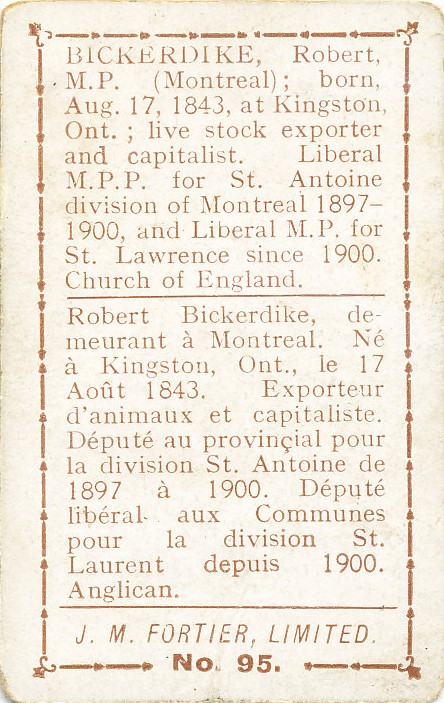 BICKERDIKE, Robert,
M.P. (Montreal); born,
Aug. 17, 1843, at Kingston,
Ont. ; live stock exporter
and capitalist. Liberal
M.P.P. for St. Antoine
division of Montreal 1897–
1900, and Liberal M.P. for
St. Lawrence since 1900.
Church of England.
Robert Bickerdike, de-
meurant à Montreal. Né
à Kingston, Ont., le 17
Août 1843. Exporteur
d'animaux et capitaliste.
Député au provinçial pour
la division St. Antoine de
1897 à 1900. Député
libéral aux Communes
pour la division St.
Laurent depuis 1900.
Anglican.
J. M. FORTIER, LIMITED.
No. 95.